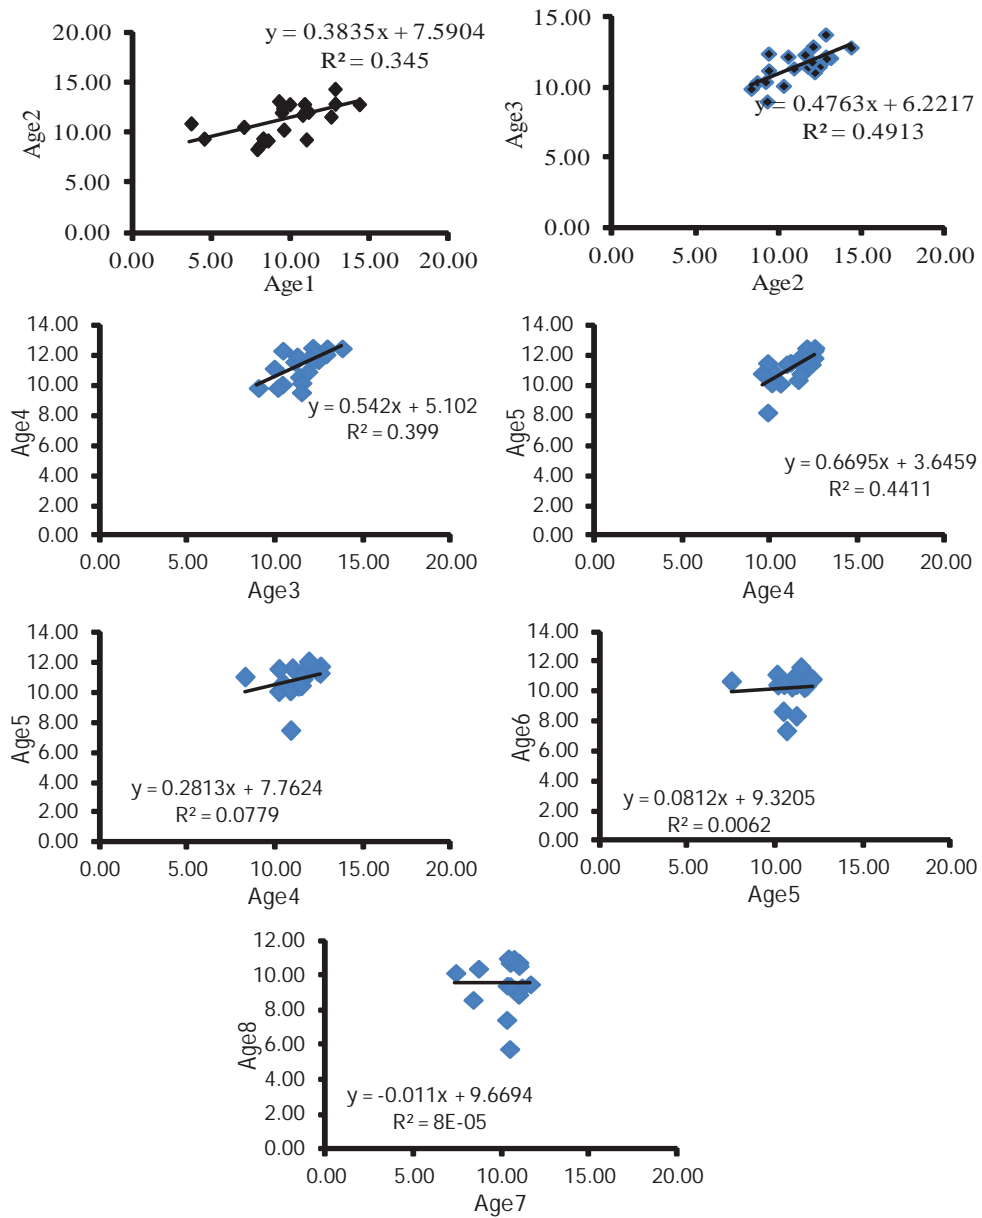 20.00
15.00
10.00
5.00
0.00
Age2
y = 0.3835x + 7.5904
R² = 0.345
0.00 5.00 10.00 15.00 20.00
Age1
15.00
10.00
5.00
0.00
Age3
y = 0.4763x + 6.2217
R² = 0.4913
0.00 5.00 10.00 15.00 20.00
Age2
14.00
12.00
10.00
8.00
6.00
4.00
2.00
0.00
Age4
y = 0.542x + 5.102
R² = 0.399
0.00 5.00 10.00 15.00 20.00
Age3
14.00
12.00
10.00
8.00
6.00
4.00
2.00
0.00
Age5
y = 0.6695x + 3.6459
R² = 0.4411
0.00 5.00 10.00 15.00 20.00
Age4
14.00
12.00
10.00
8.00
6.00
4.00
2.00
0.00
Age5
y = 0.2813x + 7.7624
R² = 0.0779
0.00 5.00 10.00 15.00 20.00
Age4
14.00
12.00
10.00
8.00
6.00
4.00
2.00
0.00
Age6
y = 0.0812x + 9.3205
R² = 0.0062
0.00 5.00 10.00 15.00 20.00
Age5
12.00
10.00
8.00
6.00
4.00
2.00
0.00
Age8
y = -0.011x + 9.6694
R² = 8E-05
0.00 5.00 10.00 15.00 20.00
Age7